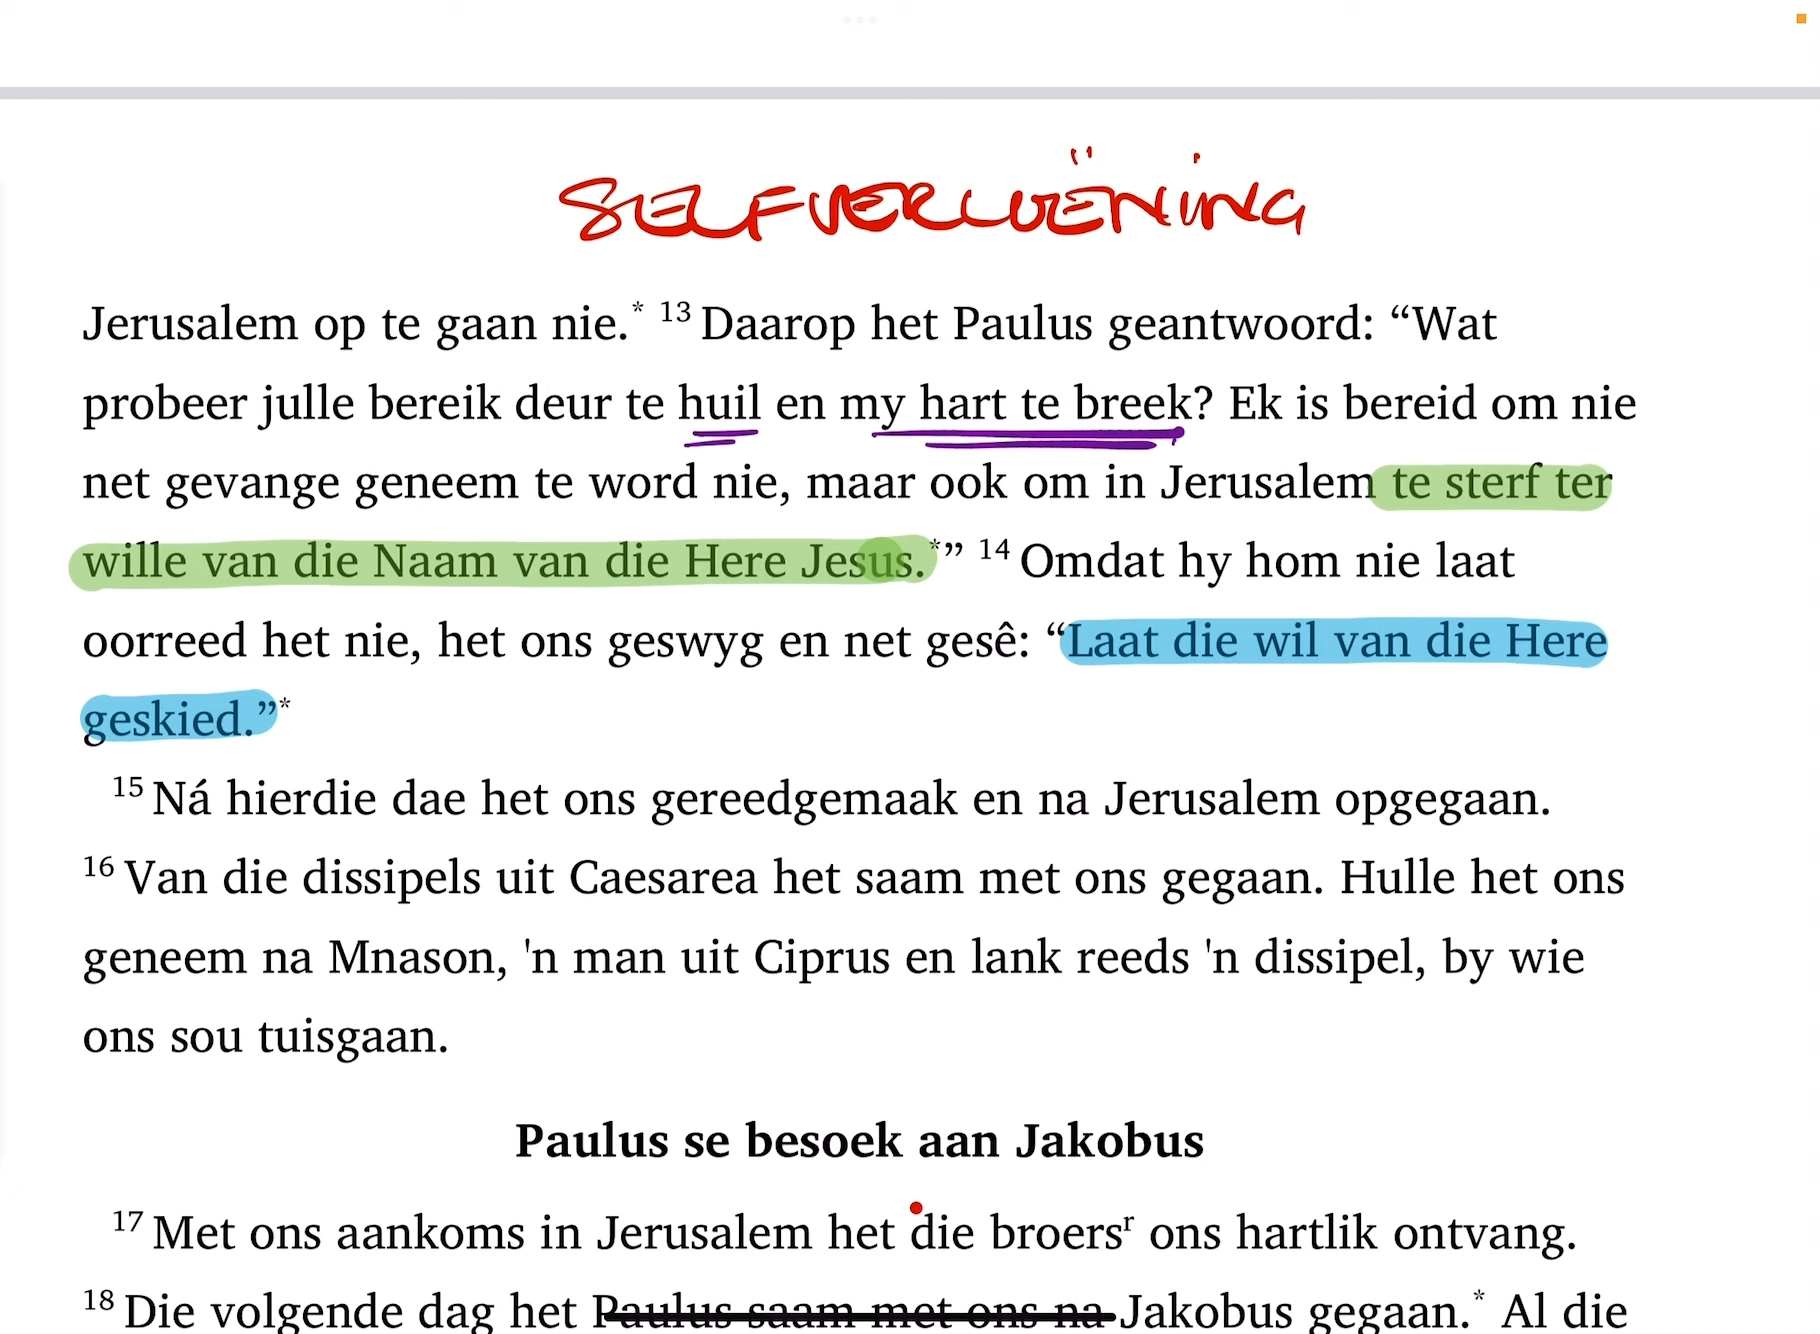 SELFVERLOËNING
Jerusalem op te gaan nie.* 13 Daarop het Paulus geantwoord: “Wat
probeer julle bereik deur te huil en my hart te breek? Ek is bereid om nie
net gevange geneem te word nie, maar ook om in Jerusalem te sterf ter
wille van die Naam van die Here Jesus.*” 14 Omdat hy hom nie laat
oorreed het nie, het ons geswyg en net gesê: “Laat die wil van die Here
geskied.”*
15 Ná hierdie dae het ons gereedgemaak en na Jerusalem opgegaan.
16 Van die dissipels uit Caesarea het saam met ons gegaan. Hulle het ons
geneem na Mnason, 'n man uit Ciprus en lank reeds 'n dissipel, by wie
ons sou tuisgaan.
Paulus se besoek aan Jakobus
17 Met ons aankoms in Jerusalem het die broersʳ ons hartlik ontvang.
18 Die volgende dag het Paulus saam met ons na Jakobus gegaan.* Al die